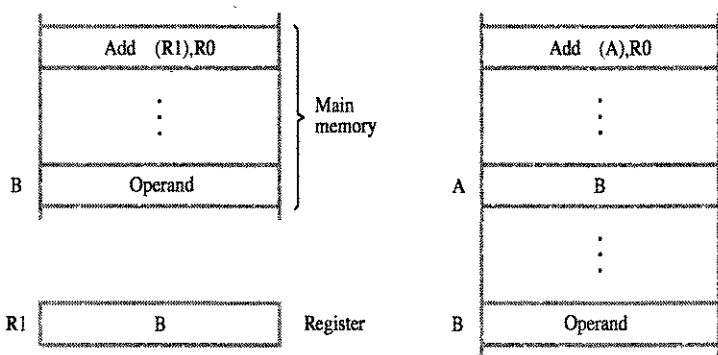 Add (R1),R0
Main
memory
B
Operand
R1
B
Register
Add (A),R0
A
B
B
Operand